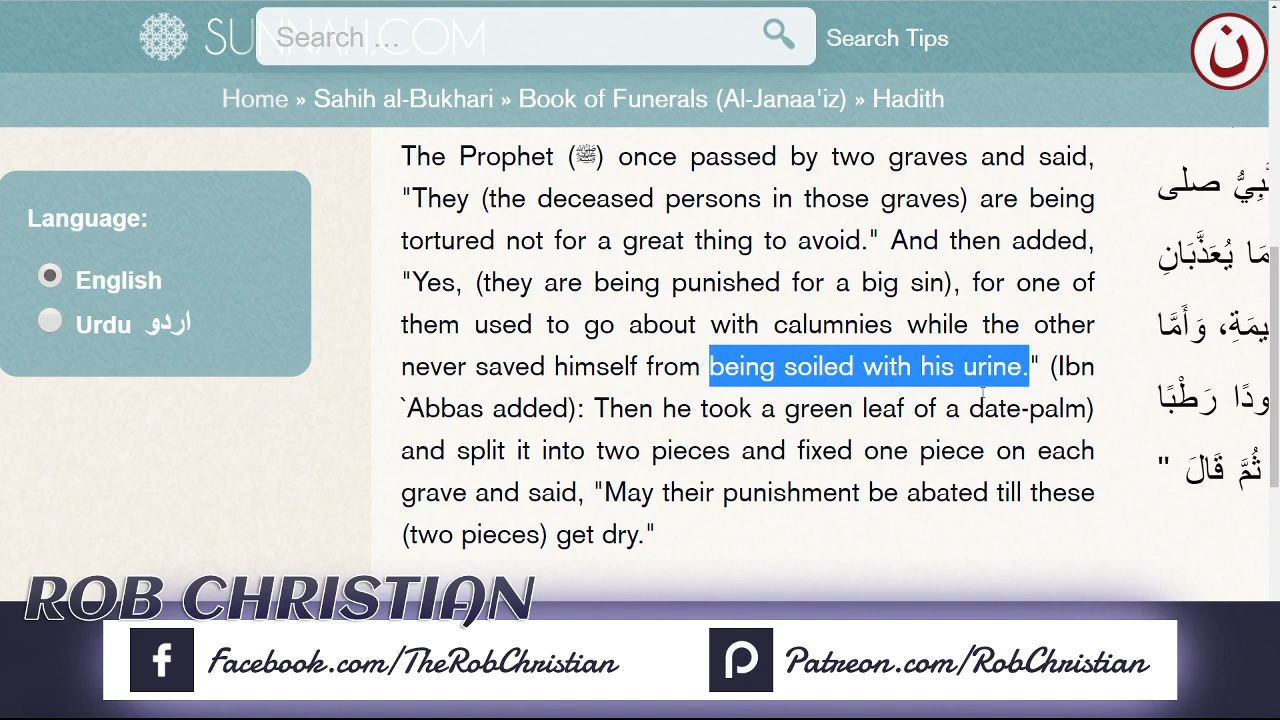 SUNNAH.COM
Search ...
Search Tips
ن
Home » Sahih al-Bukhari » Book of Funerals (Al-Janaa'iz) » Hadith
Language:
English
Urdu اردو
The Prophet (ﷺ) once passed by two graves and said,
"They (the deceased persons in those graves) are being
tortured not for a great thing to avoid." And then added,
"Yes, (they are being punished for a big sin), for one of
them used to go about with calumnies while the other
never saved himself from being soiled with his urine." (Ibn
`Abbas added): Then he took a green leaf of a date-palm)
and split it into two pieces and fixed one piece on each
grave and said, "May their punishment be abated till these
(two pieces) get dry."
صلى
يُعَذَّبَانِ
وَأَمَّا
رَطْبًا
ثُمَّ قَالَ "
ROB CHRISTIAN
f Facebook.com/TheRobChristian
Patreon.com/RobChristian